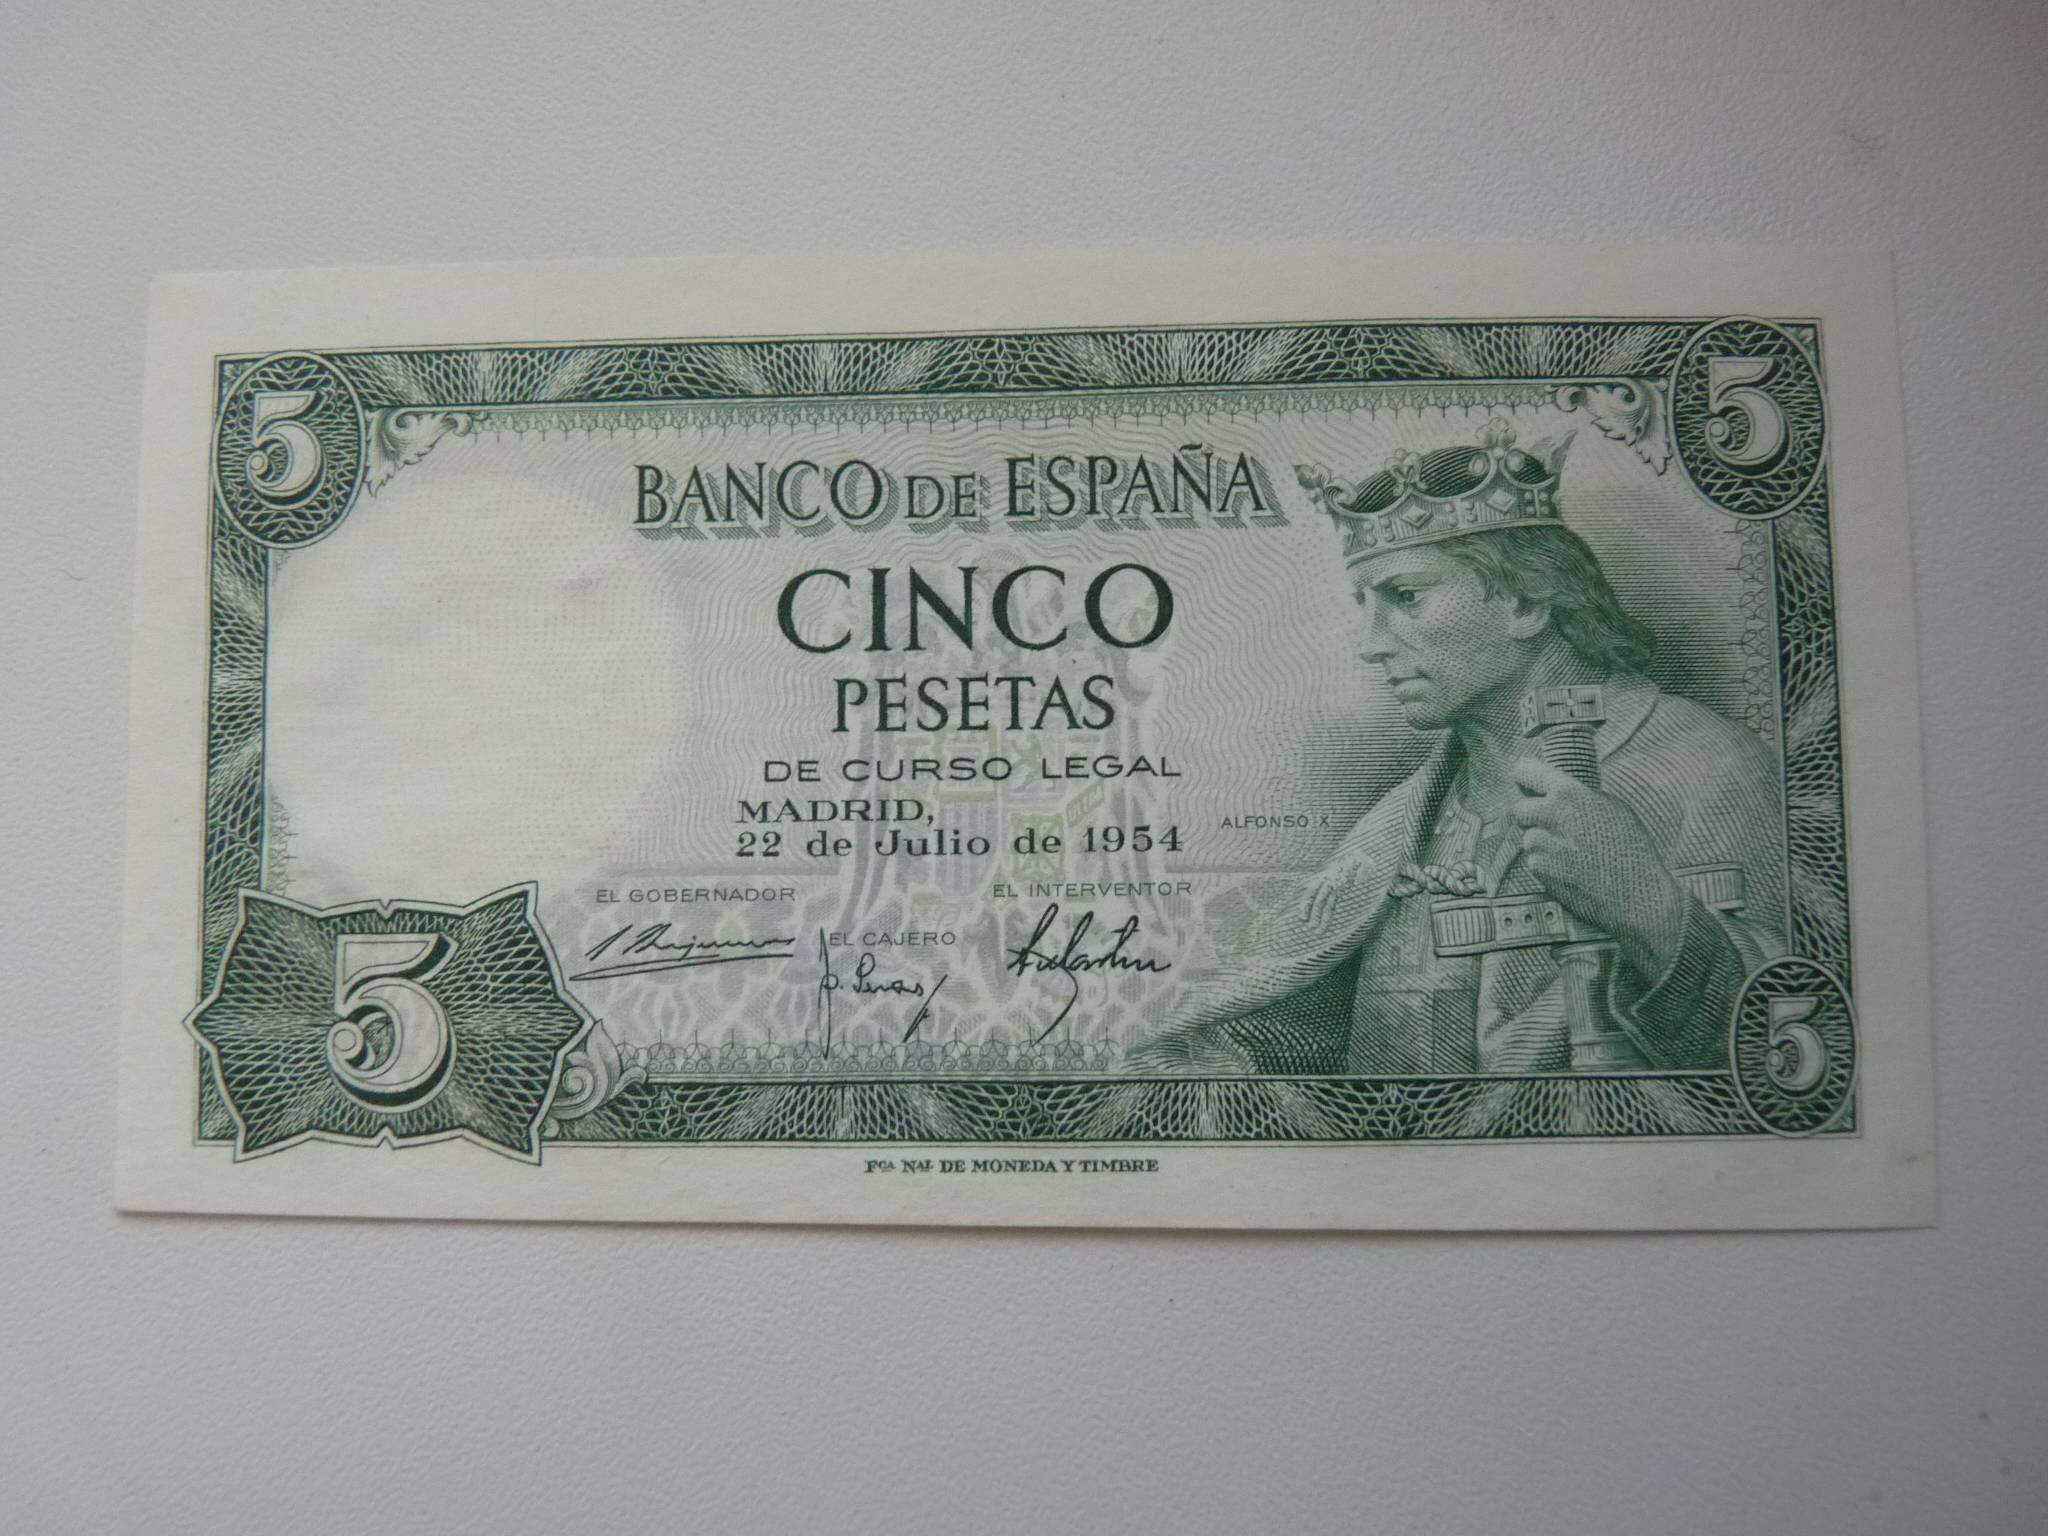 5
5
BANCO DE ESPAÑA
CINCO
PESETAS
DE CURSO LEGAL
MADRID,
22 de Julio de 1954
ALFONSO X
EL GOBERNADOR
EL INTERVENTOR
EL CAJERO
5
5
FCA NAL DE MONEDA Y TIMBRE